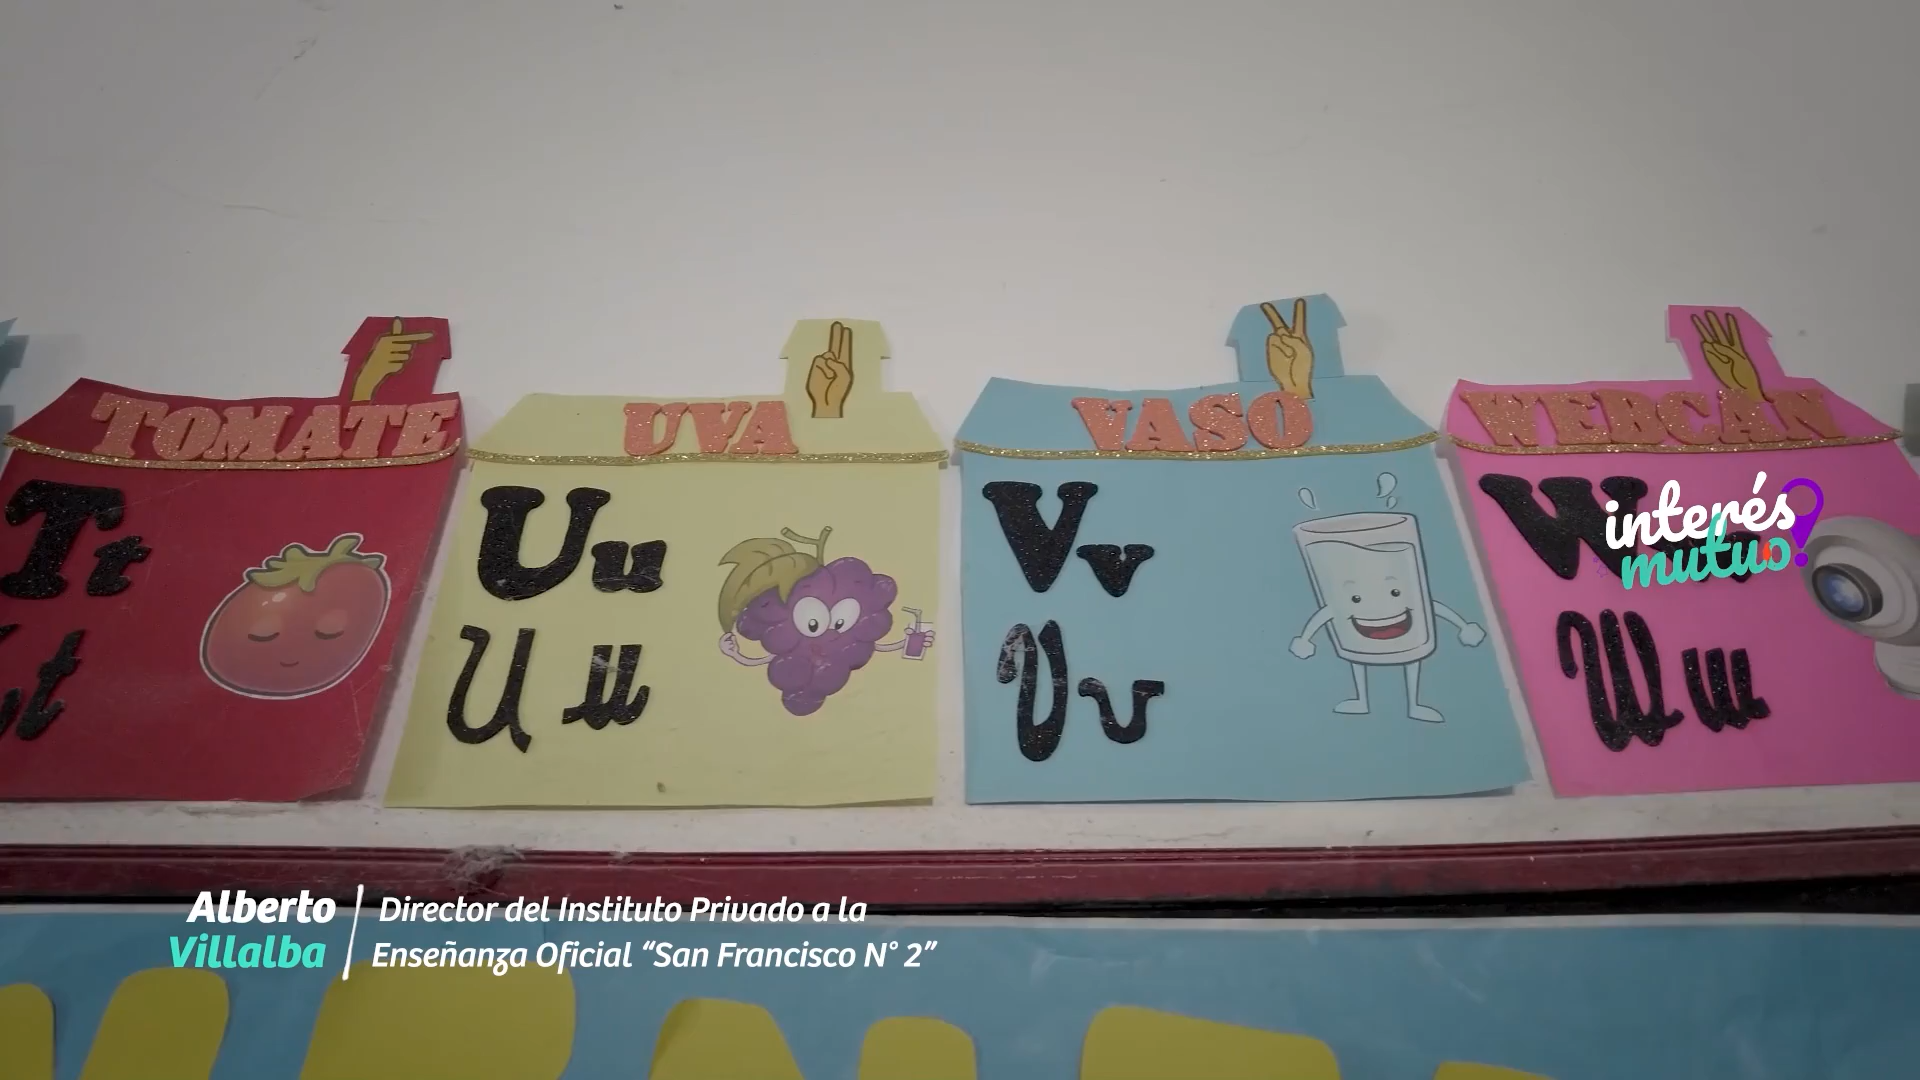 TOMATE
UVA
VASO
WEBCAN
Tt
Uu
Vv
W
t
Uu
Vv
Ww
interés
mutuo
Alberto
Villalba
Director del Instituto Privado a la
Enseñanza Oficial “San Francisco N° 2”